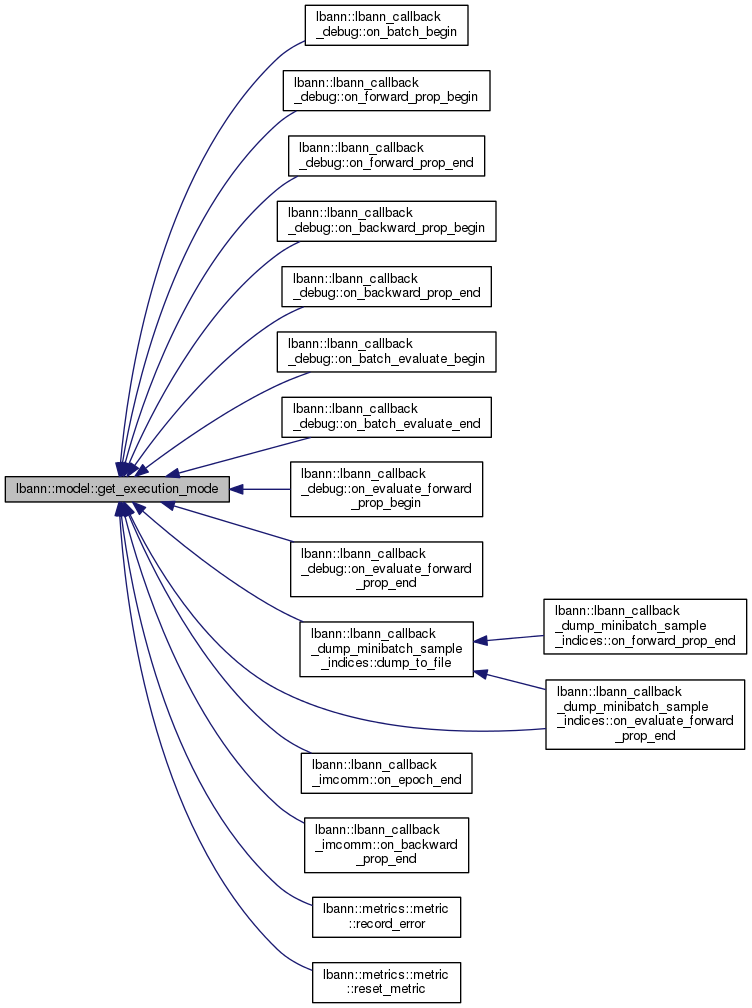 lbann::lbann_callback
_debug::on_batch_begin
lbann::lbann_callback
_debug::on_forward_prop_begin
lbann::lbann_callback
_debug::on_forward_prop_end
lbann::lbann_callback
_debug::on_backward_prop_begin
lbann::lbann_callback
_debug::on_backward_prop_end
lbann::lbann_callback
_debug::on_batch_evaluate_begin
lbann::lbann_callback
_debug::on_batch_evaluate_end
lbann::model::get_execution_mode
lbann::lbann_callback
_debug::on_evaluate_forward
_prop_begin
lbann::lbann_callback
_debug::on_evaluate_forward
_prop_end
lbann::lbann_callback
_dump_minibatch_sample
_indices::dump_to_file
lbann::lbann_callback
_dump_minibatch_sample
_indices::on_forward_prop_end
lbann::lbann_callback
_dump_minibatch_sample
_indices::on_evaluate_forward
_prop_end
lbann::lbann_callback
_imcomm::on_epoch_end
lbann::lbann_callback
_imcomm::on_backward
_prop_end
lbann::metrics::metric
::record_error
lbann::metrics::metric
::reset_metric